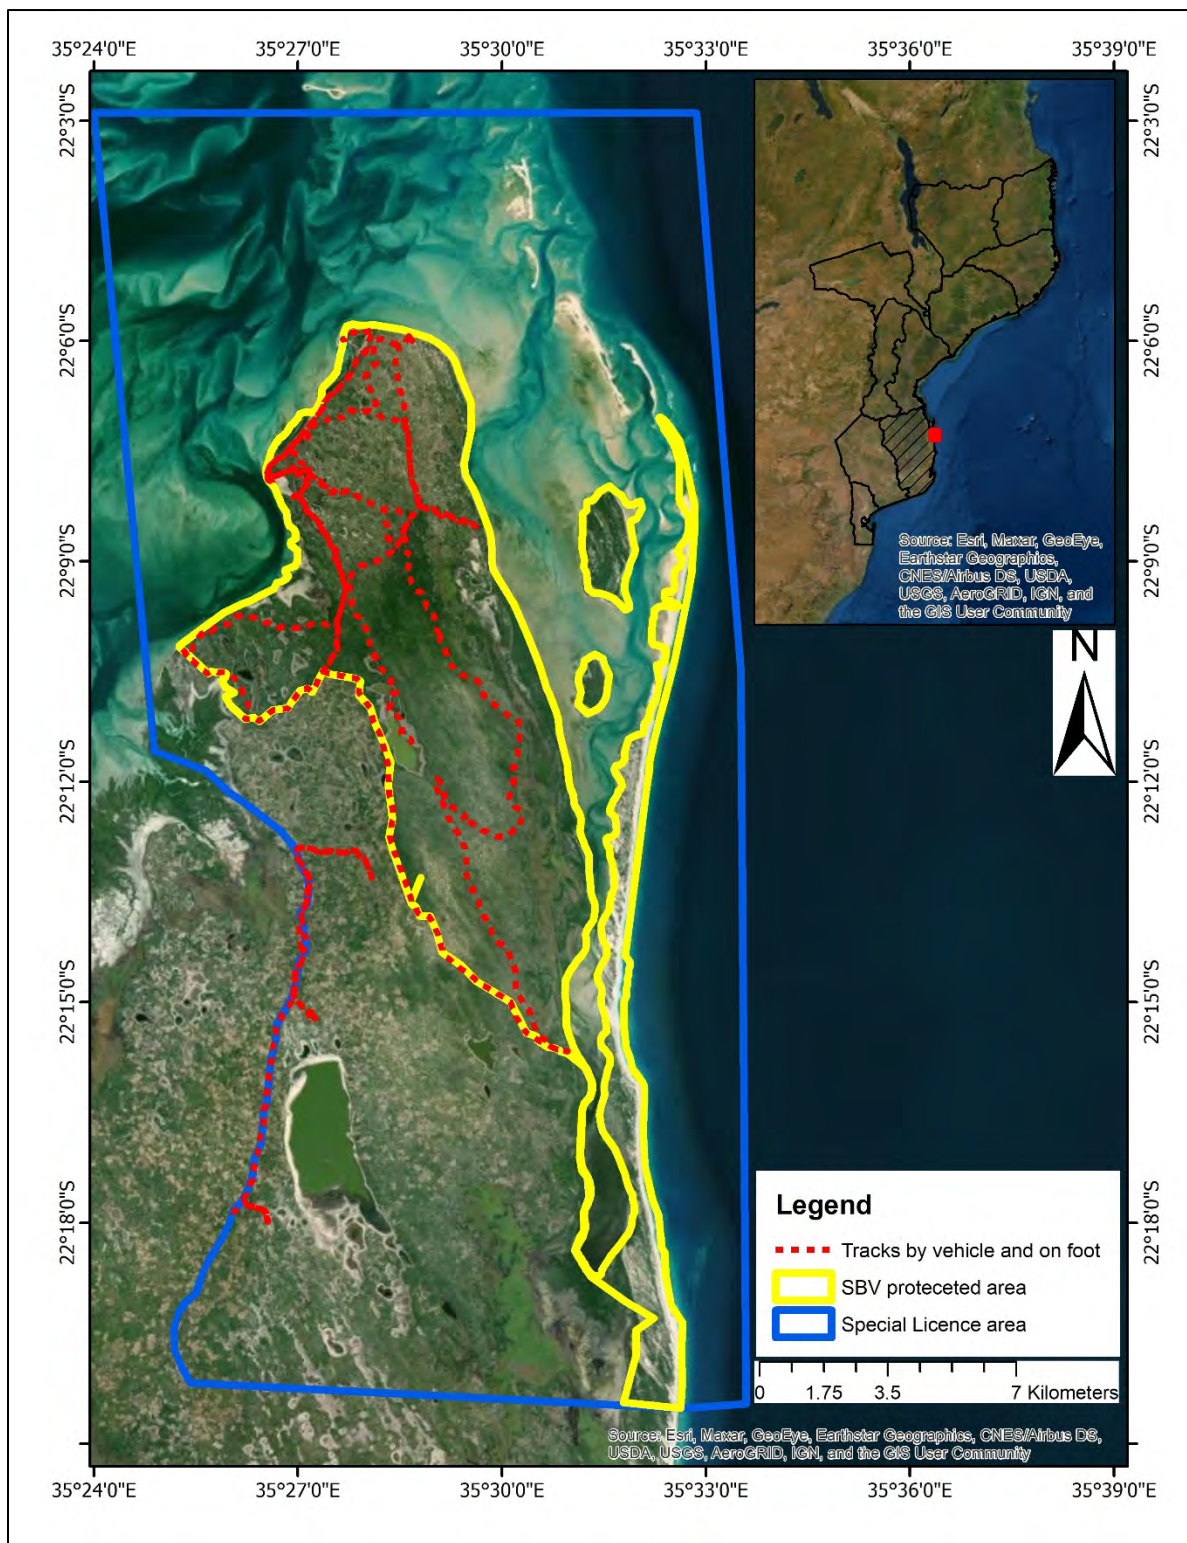 35°24'0"E 35°27'0"E 35°30'0"E 35°33'0"E 35°36'0"E 35°39'0"E
22°3'0"S 22°3'0"S
22°6'0"S 22°6'0"S
22°9'0"S 22°9'0"S
22°12'0"S 22°12'0"S
22°15'0"S 22°15'0"S
22°18'0"S 22°18'0"S
Source: Esri, Maxar, GeoEye,
Earthstar Geographics,
CNES/Airbus DS, USDA,
USGS, AeroGRID, IGN, and
the GIS User Community
N
Legend
Tracks by vehicle and on foot
SBV proteceted area
Special Licence area
0 1.75 3.5 7 Kilometers
Source: Esri, Maxar, GeoEye, Earthstar Geographics, CNES/Airbus DS,
USDA, USGS, AeroGRID, IGN, and the GIS User Community
35°24'0"E 35°27'0"E 35°30'0"E 35°33'0"E 35°36'0"E 35°39'0"E